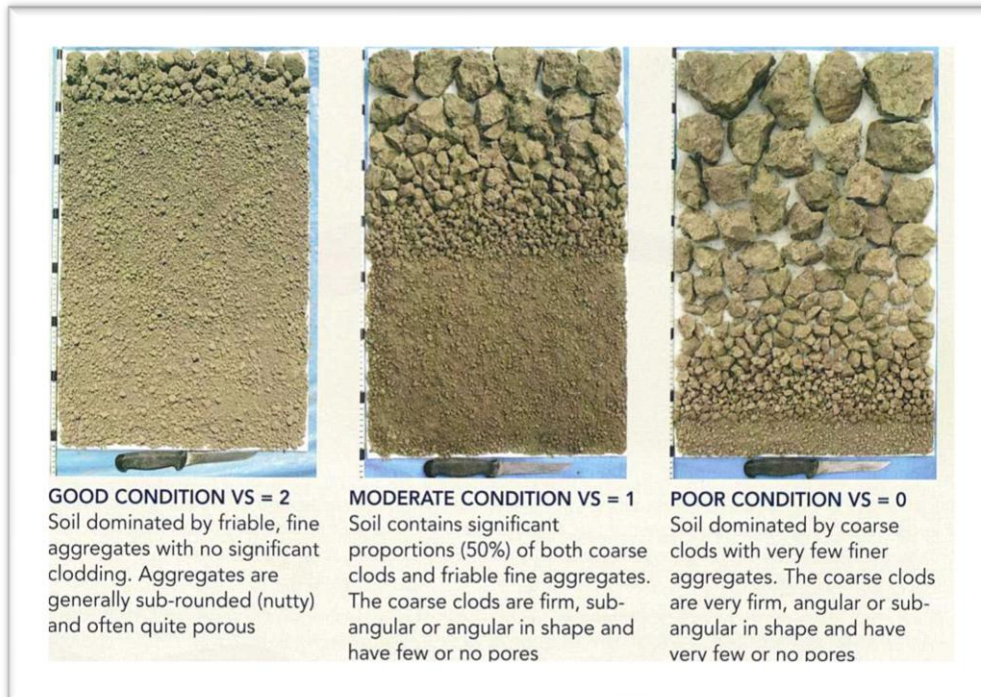 GOOD CONDITION VS = 2
Soil dominated by friable, fine
aggregates with no significant
clodding. Aggregates are
generally sub-rounded (nutty)
and often quite porous
MODERATE CONDITION VS = 1
Soil contains significant
proportions (50%) of both coarse
clods and friable fine aggregates.
The coarse clods are firm, sub-
angular or angular in shape and
have few or no pores
POOR CONDITION VS = 0
Soil dominated by coarse
clods with very few finer
aggregates. The coarse clods
are very firm, angular or sub-
angular in shape and have
very few or no pores